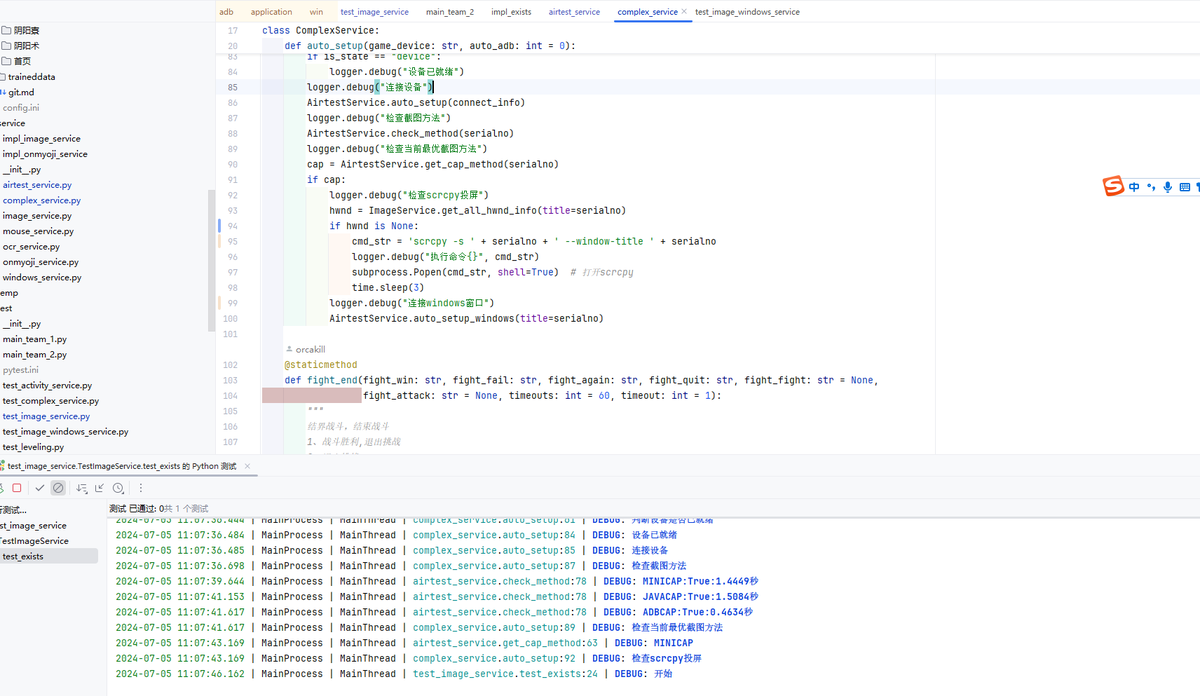 adb application win test_image_service main_team_2 impl_exists airtest_service complex_service × test_image_windows_service
阴阳寮
阴阳术
首页
traineddata
git.md
config.ini
service
impl_image_service
impl_onmyoji_service
__init__.py
airtest_service.py
complex_service.py
image_service.py
mouse_service.py
ocr_service.py
onmyoji_service.py
windows_service.py
emp
est
__init__.py
main_team_1.py
main_team_2.py
pytest.ini
test_activity_service.py
test_complex_service.py
test_image_service.py
test_image_windows_service.py
test_leveling.py
17 class ComplexService:
20 def auto_setup(game_device: str, auto_adb: int = 0):
83 if is_state == "device":
84 logger.debug("设备已就绪")
85 logger.debug("连接设备")
86 AirtestService.auto_setup(connect_info)
87 logger.debug("检查截图方法")
88 AirtestService.check_method(serialno)
89 logger.debug("检查当前最优截图方法")
90 cap = AirtestService.get_cap_method(serialno)
91 if cap:
92 logger.debug("检查scrcpy投屏")
93 hwnd = ImageService.get_all_hwnd_info(title=serialno)
94 if hwnd is None:
95 cmd_str = 'scrcpy -s ' + serialno + ' --window-title ' + serialno
96 logger.debug("执行命令{}", cmd_str)
97 subprocess.Popen(cmd_str, shell=True) # 打开scrcpy
98 time.sleep(3)
99 logger.debug("连接windows窗口")
100 AirtestService.auto_setup_windows(title=serialno)
101
orcakill
102 @staticmethod
103 def fight_end(fight_win: str, fight_fail: str, fight_again: str, fight_quit: str, fight_fight: str = None,
104 fight_attack: str = None, timeouts: int = 60, timeout: int = 1):
105 """
106 结界战斗，结束战斗
107 1. 战斗胜利,退出挑战
S 中
test_image_service.TestImageService.test_exists 的 Python 测试 ×
测试...
st_image_service
TestImageService
test_exists
测试 已通过: 0共 1 个测试
2024-07-05 11:07:36.444 | MainProcess | MainThread | complex_service.auto_setup:81 | DEBUG: 判断设备是否已就绪
2024-07-05 11:07:36.484 | MainProcess | MainThread | complex_service.auto_setup:84 | DEBUG: 设备已就绪
2024-07-05 11:07:36.485 | MainProcess | MainThread | complex_service.auto_setup:85 | DEBUG: 连接设备
2024-07-05 11:07:36.698 | MainProcess | MainThread | complex_service.auto_setup:87 | DEBUG: 检查截图方法
2024-07-05 11:07:39.644 | MainProcess | MainThread | airtest_service.check_method:78 | DEBUG: MINICAP:True:1.4449秒
2024-07-05 11:07:41.153 | MainProcess | MainThread | airtest_service.check_method:78 | DEBUG: JAVACAP:True:1.5084秒
2024-07-05 11:07:41.617 | MainProcess | MainThread | airtest_service.check_method:78 | DEBUG: ADBCAP:True:0.4634秒
2024-07-05 11:07:41.617 | MainProcess | MainThread | complex_service.auto_setup:89 | DEBUG: 检查当前最优截图方法
2024-07-05 11:07:43.169 | MainProcess | MainThread | airtest_service.get_cap_method:63 | DEBUG: MINICAP
2024-07-05 11:07:43.169 | MainProcess | MainThread | complex_service.auto_setup:92 | DEBUG: 检查scrcpy投屏
2024-07-05 11:07:46.162 | MainProcess | MainThread | test_image_service.test_exists:24 | DEBUG: 开始